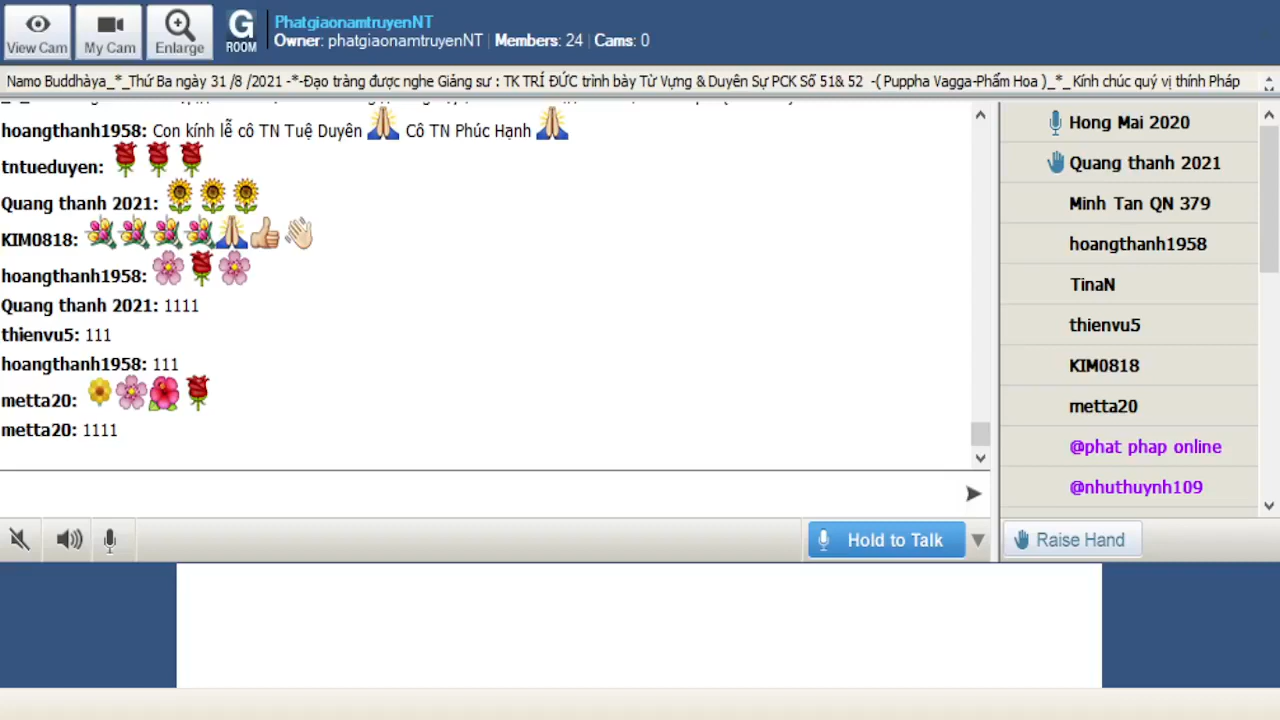 View Cam
My Cam
Enlarge
G
ROOM
PhatgiaonamtruyenNT
Owner: phatgiaonamtruyenNT | Members: 24 | Cams: 0
Namo Buddhàya_*_Thứ Ba ngày 31 /8 /2021 -*-Đạo tràng được nghe Giảng sư : TK TRÍ ĐỨC trình bày Từ Vựng & Duyên Sự PCK Số 51& 52 -( Puppha Vagga-Phẩm Hoa )_*_ Kính chúc quý vị thính Pháp
hoangthanh1958: Con kính lễ cô TN Tuệ Duyên Cô TN Phúc Hạnh
tntueduyen:
Quang thanh 2021:
KIM0818:
hoangthanh1958:
Quang thanh 2021: 1111
thienvu5: 111
hoangthanh1958: 111
metta20:
metta20: 1111
Hong Mai 2020
Quang thanh 2021
Minh Tan QN 379
hoangthanh1958
TinaN
thienvu5
KIM0818
metta20
@phat phap online
@nhuthuynh109
Hold to Talk
Raise Hand